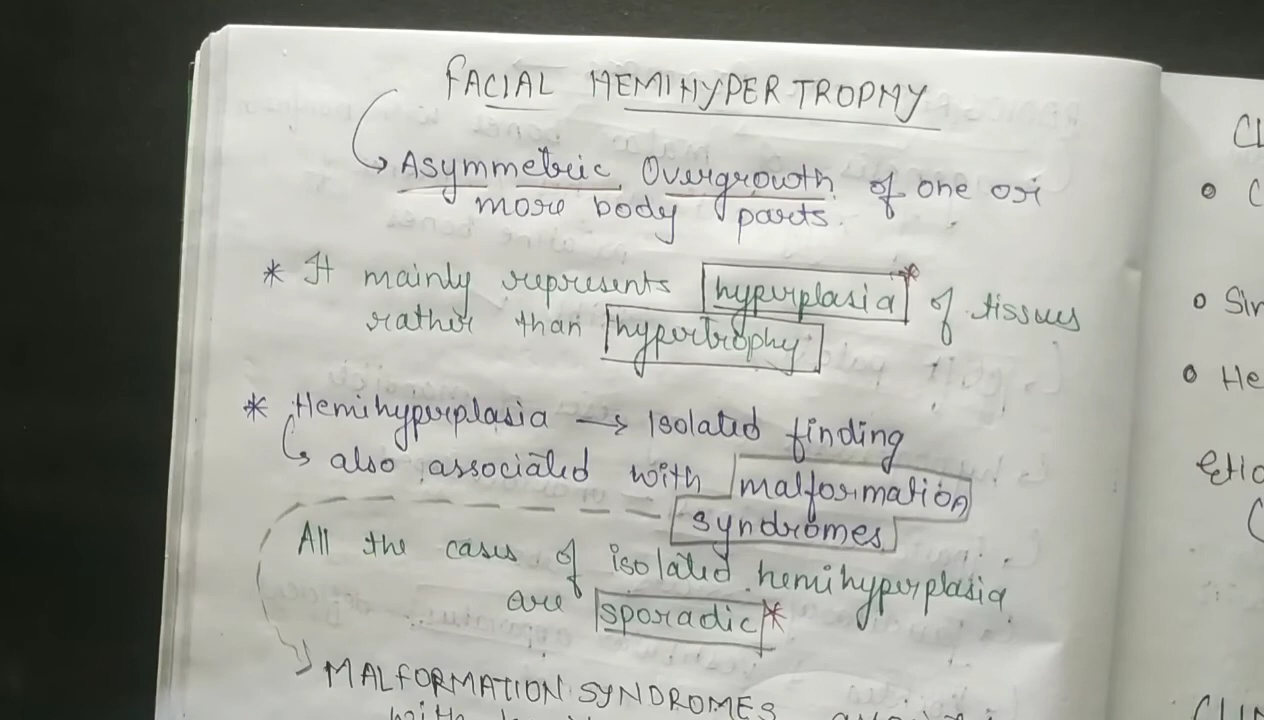 FACIAL HEMIHYPERTROPHY
Asymmetric Overgrowth of one or
more body parts.
* It mainly represents hyperplasia* of tissues
rather than hypertrophy
* Hemihyperplasia → Isolated finding
also associated with malformation
syndromes
All the cases of isolated hemihyperplasia
are sporadic*
MALFORMATION SYNDROMES
with